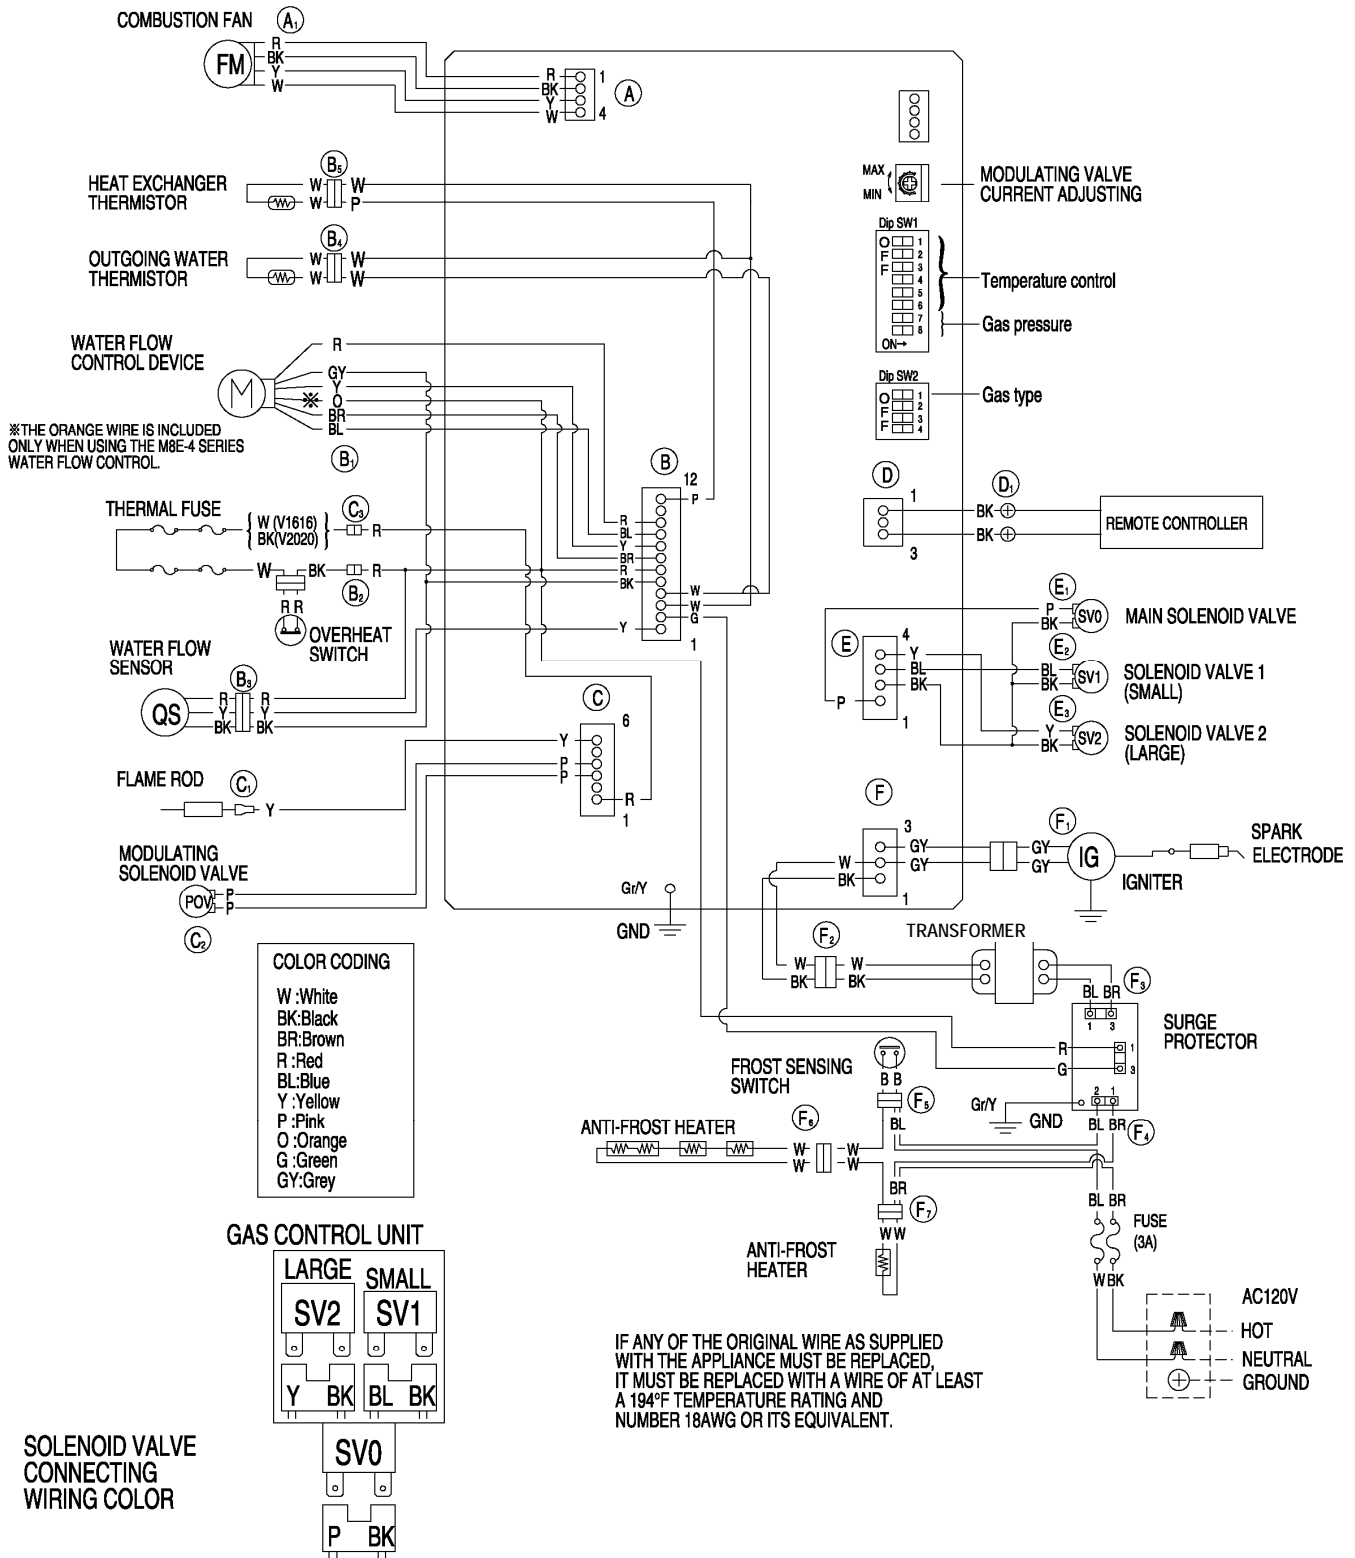 COMBUSTION FAN A₁
FM
R
BK
Y
W
R
BK
Y
W
1
4
A
HEAT EXCHANGER
THERMISTOR
B₅
W W
W P
OUTGOING WATER
THERMISTOR
B₄
W W
W W
MAX
MIN
MODULATING VALVE
CURRENT ADJUSTING
Dip SW1
O 1
F 2
F 3
4
5
6
7
8
ON→
Temperature control
Gas pressure
Dip SW2
O 1
F 2
F 3
4
Gas type
WATER FLOW
CONTROL DEVICE
M
R
GY
Y
※ O
BR
BL
B₁
※THE ORANGE WIRE IS INCLUDED
ONLY WHEN USING THE M8E-4 SERIES
WATER FLOW CONTROL.
B
12
P
R
BL
Y
BR
R
BK
W
W
G
Y
1
THERMAL FUSE
W (V1616)
BK(V2020)
C₃
R
W BK R
B₂
R R
OVERHEAT
SWITCH
WATER FLOW
SENSOR
QS
B₃
R R
Y Y
BK BK
FLAME ROD
C₁
Y
MODULATING
SOLENOID VALVE
POV
P
P
C₂
C
6
Y
P
P
R
1
D
1
3
D₁
BK
BK
REMOTE CONTROLLER
E
4
Y
BL
BK
P
1
E₁
P
BK
SV0
MAIN SOLENOID VALVE
E₂
BL
BK
SV1
SOLENOID VALVE 1
(SMALL)
E₃
Y
BK
SV2
SOLENOID VALVE 2
(LARGE)
F
3
GY
GY
W
BK
1
F₁
GY
GY
IG
IGNITER
SPARK
ELECTRODE
Gr/Y
GND
F₂
W W
BK BK
TRANSFORMER
BL BR
F₃
1 3
SURGE
PROTECTOR
R 1
G 3
2 1
Gr/Y
GND
BL BR
F₄
FROST SENSING
SWITCH
B B
F₅
BL
ANTI-FROST HEATER
F₆
W W
W W
BR
F₇
W W
ANTI-FROST
HEATER
BL BR
FUSE
(3A)
W BK
AC120V
HOT
NEUTRAL
GROUND
COLOR CODING
W :White
BK:Black
BR:Brown
R :Red
BL:Blue
Y :Yellow
P :Pink
O :Orange
G :Green
GY:Grey
GAS CONTROL UNIT
LARGE SMALL
SV2 SV1
Y BK BL BK
SV0
P BK
SOLENOID VALVE
CONNECTING
WIRING COLOR
IF ANY OF THE ORIGINAL WIRE AS SUPPLIED
WITH THE APPLIANCE MUST BE REPLACED,
IT MUST BE REPLACED WITH A WIRE OF AT LEAST
A 194°F TEMPERATURE RATING AND
NUMBER 18AWG OR ITS EQUIVALENT.